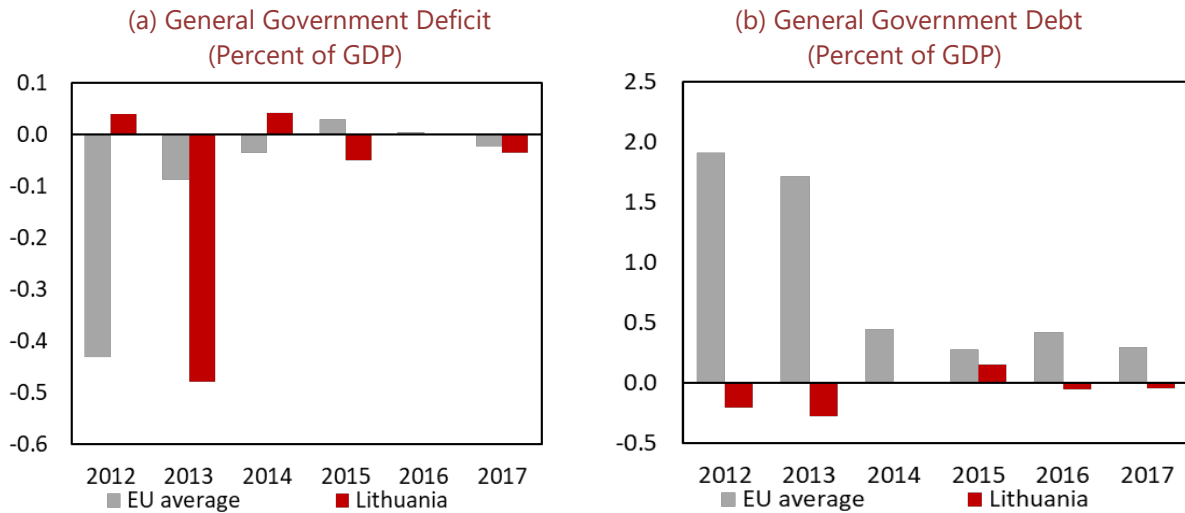 (a) General Government Deficit
(Percent of GDP)
0.1
0.0
-0.1
-0.2
-0.3
-0.4
-0.5
-0.6
2012 2013 2014 2015 2016 2017
EU average Lithuania
(b) General Government Debt
(Percent of GDP)
2.5
2.0
1.5
1.0
0.5
0.0
-0.5
2012 2013 2014 2015 2016 2017
EU average Lithuania